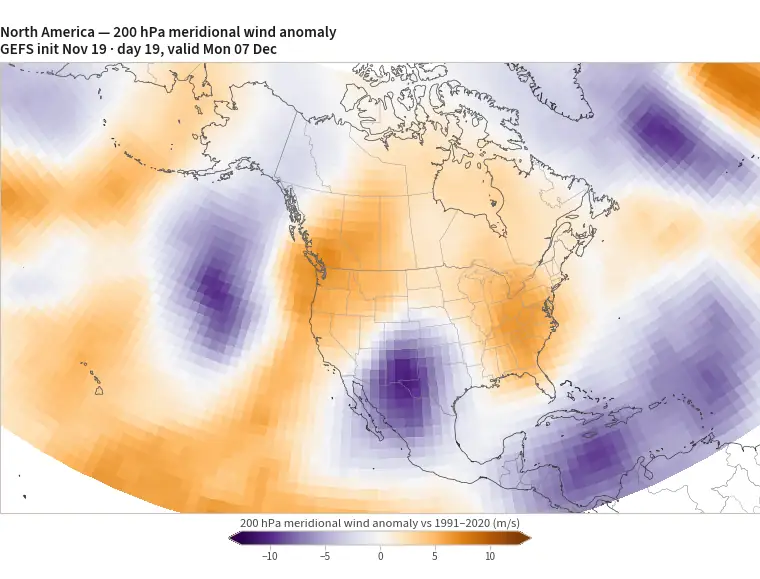 North America — 200 hPa meridional wind anomaly
GEFS init Nov 19 · day 19, valid Mon 07 Dec
200 hPa meridional wind anomaly vs 1991–2020 (m/s)
−10 −5 0 5 10